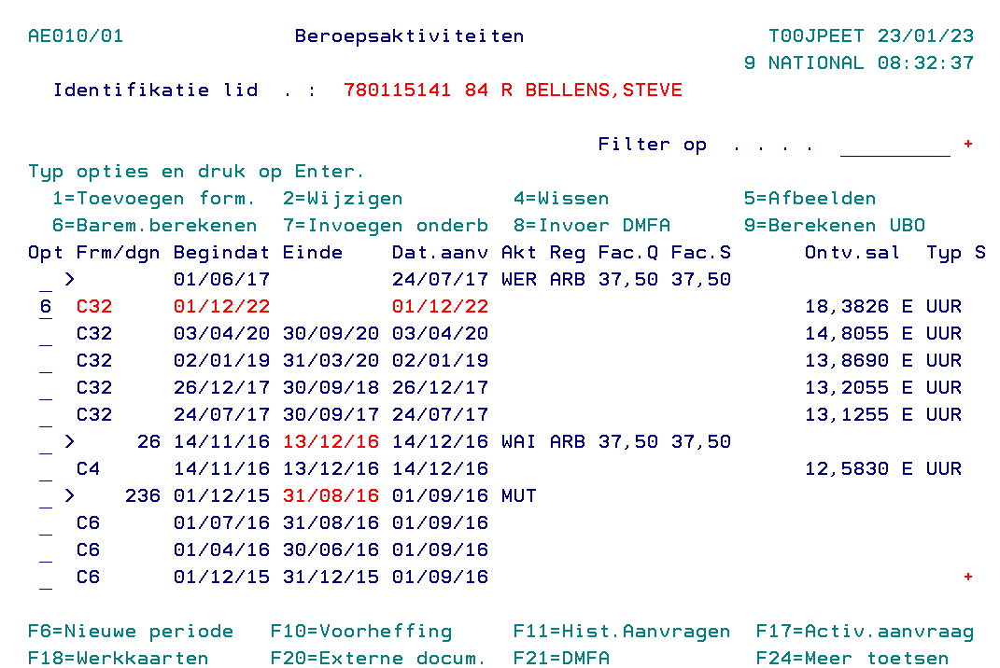 AE010/01 Beroepsaktiviteiten T00JPEET 23/01/23
9 NATIONAL 08:32:37
Identifikatie lid . : 780115141 84 R BELLENS,STEVE
Filter op . . . . _________ +
Typ opties en druk op Enter.
1=Toevoegen form. 2=Wijzigen 4=Wissen 5=Afbeelden
6=Barem.berekenen 7=Invoegen onderb 8=Invoer DMFA 9=Berekenen UBO
Opt Frm/dgn Begindat Einde Dat.aanv Akt Reg Fac.Q Fac.S Ontv.sal Typ S
_ > 01/06/17 24/07/17 WER ARB 37,50 37,50
6 C32 01/12/22 01/12/22 18,3826 E UUR
_ C32 03/04/20 30/09/20 03/04/20 14,8055 E UUR
_ C32 02/01/19 31/03/20 02/01/19 13,8690 E UUR
_ C32 26/12/17 30/09/18 26/12/17 13,2055 E UUR
_ C32 24/07/17 30/09/17 24/07/17 13,1255 E UUR
_ > 26 14/11/16 13/12/16 14/12/16 WAI ARB 37,50 37,50
_ C4 14/11/16 13/12/16 14/12/16 12,5830 E UUR
_ > 236 01/12/15 31/08/16 01/09/16 MUT
_ C6 01/07/16 31/08/16 01/09/16
_ C6 01/04/16 30/06/16 01/09/16
_ C6 01/12/15 31/12/15 01/09/16 +
F6=Nieuwe periode F10=Voorheffing F11=Hist.Aanvragen F17=Activ.aanvraag
F18=Werkkaarten F20=Externe docum. F21=DMFA F24=Meer toetsen